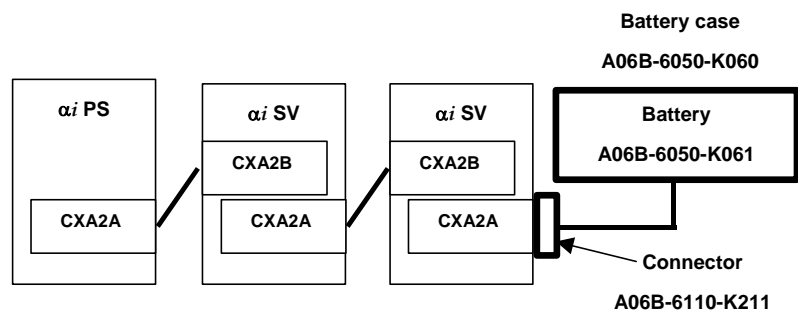 Battery case
A06B-6050-K060
αi PS
αi SV
αi SV
Battery
A06B-6050-K061
CXA2B
CXA2B
CXA2A
CXA2A
CXA2A
Connector
A06B-6110-K211